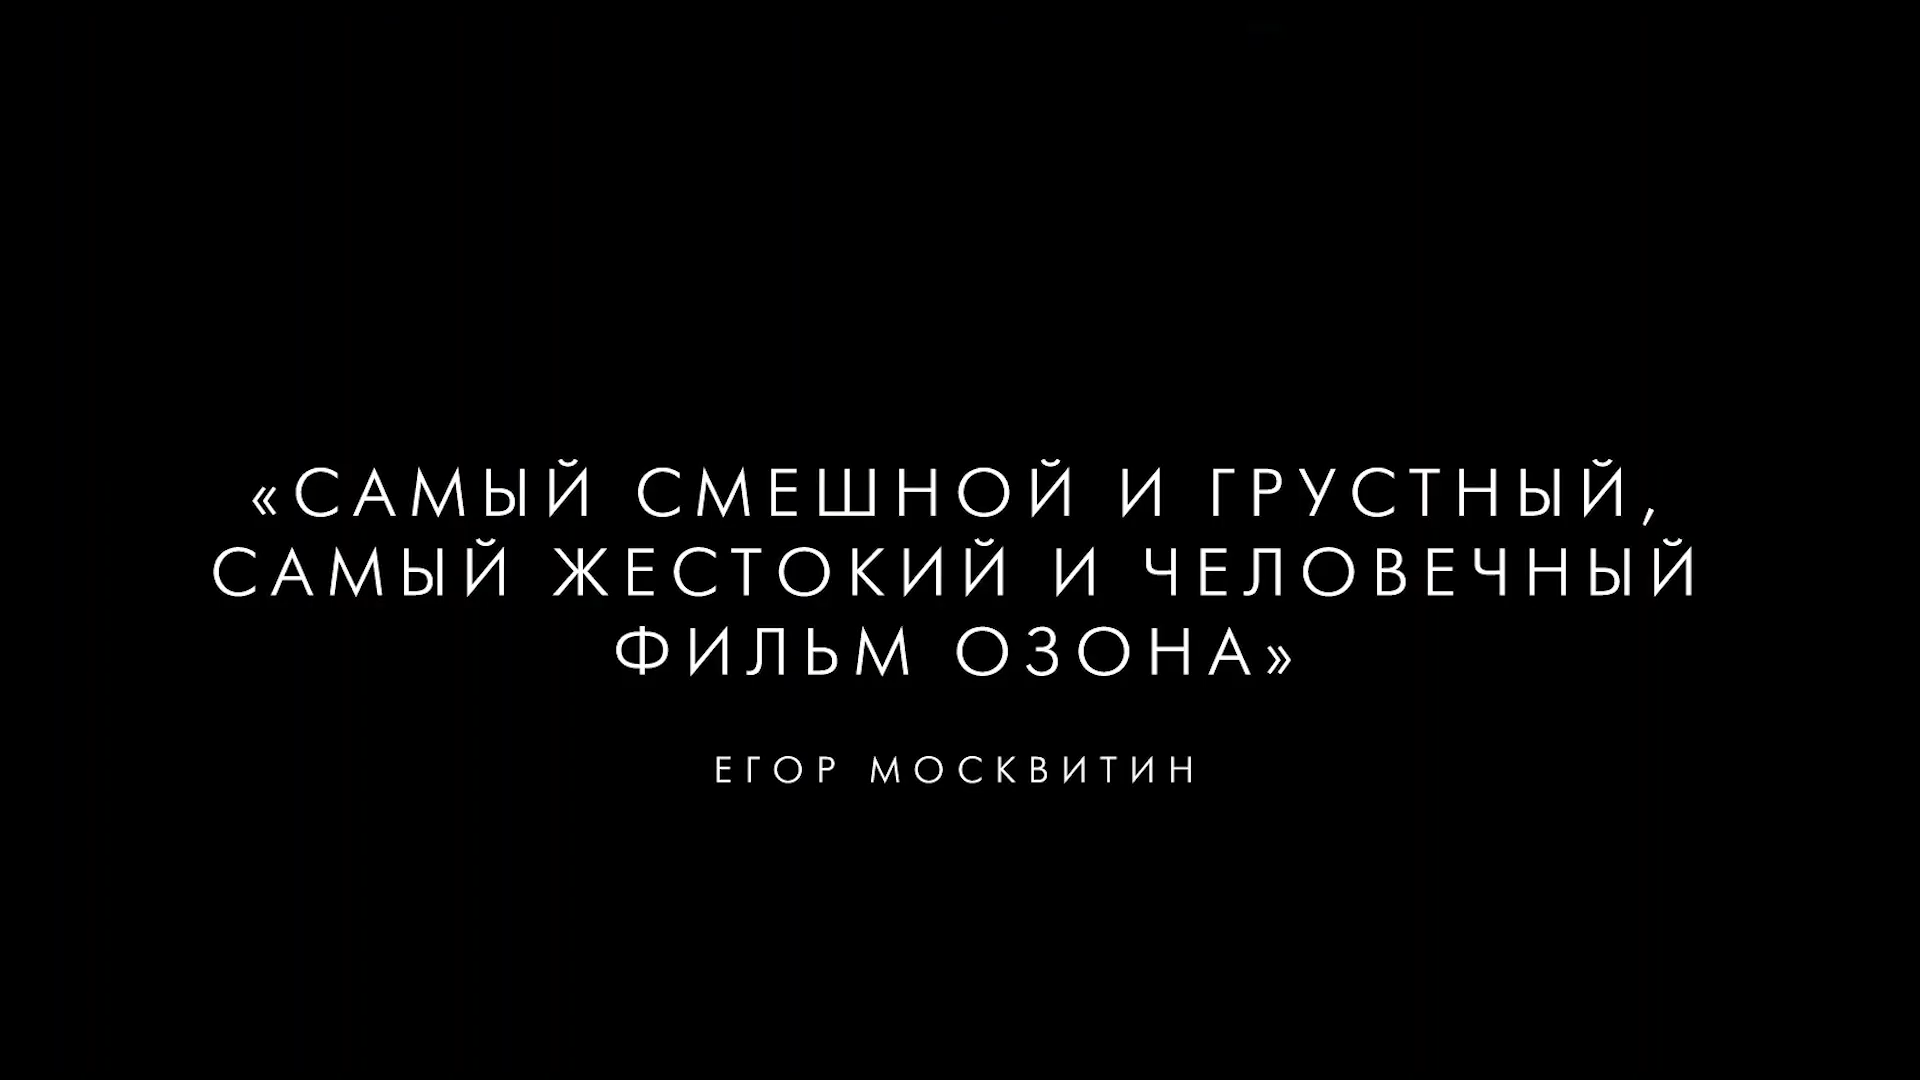 «САМЫЙ СМЕШНОЙ И ГРУСТНЫЙ,
САМЫЙ ЖЕСТОКИЙ И ЧЕЛОВЕЧНЫЙ
ФИЛЬМ ОЗОНА»
ЕГОР МОСКВИТИН